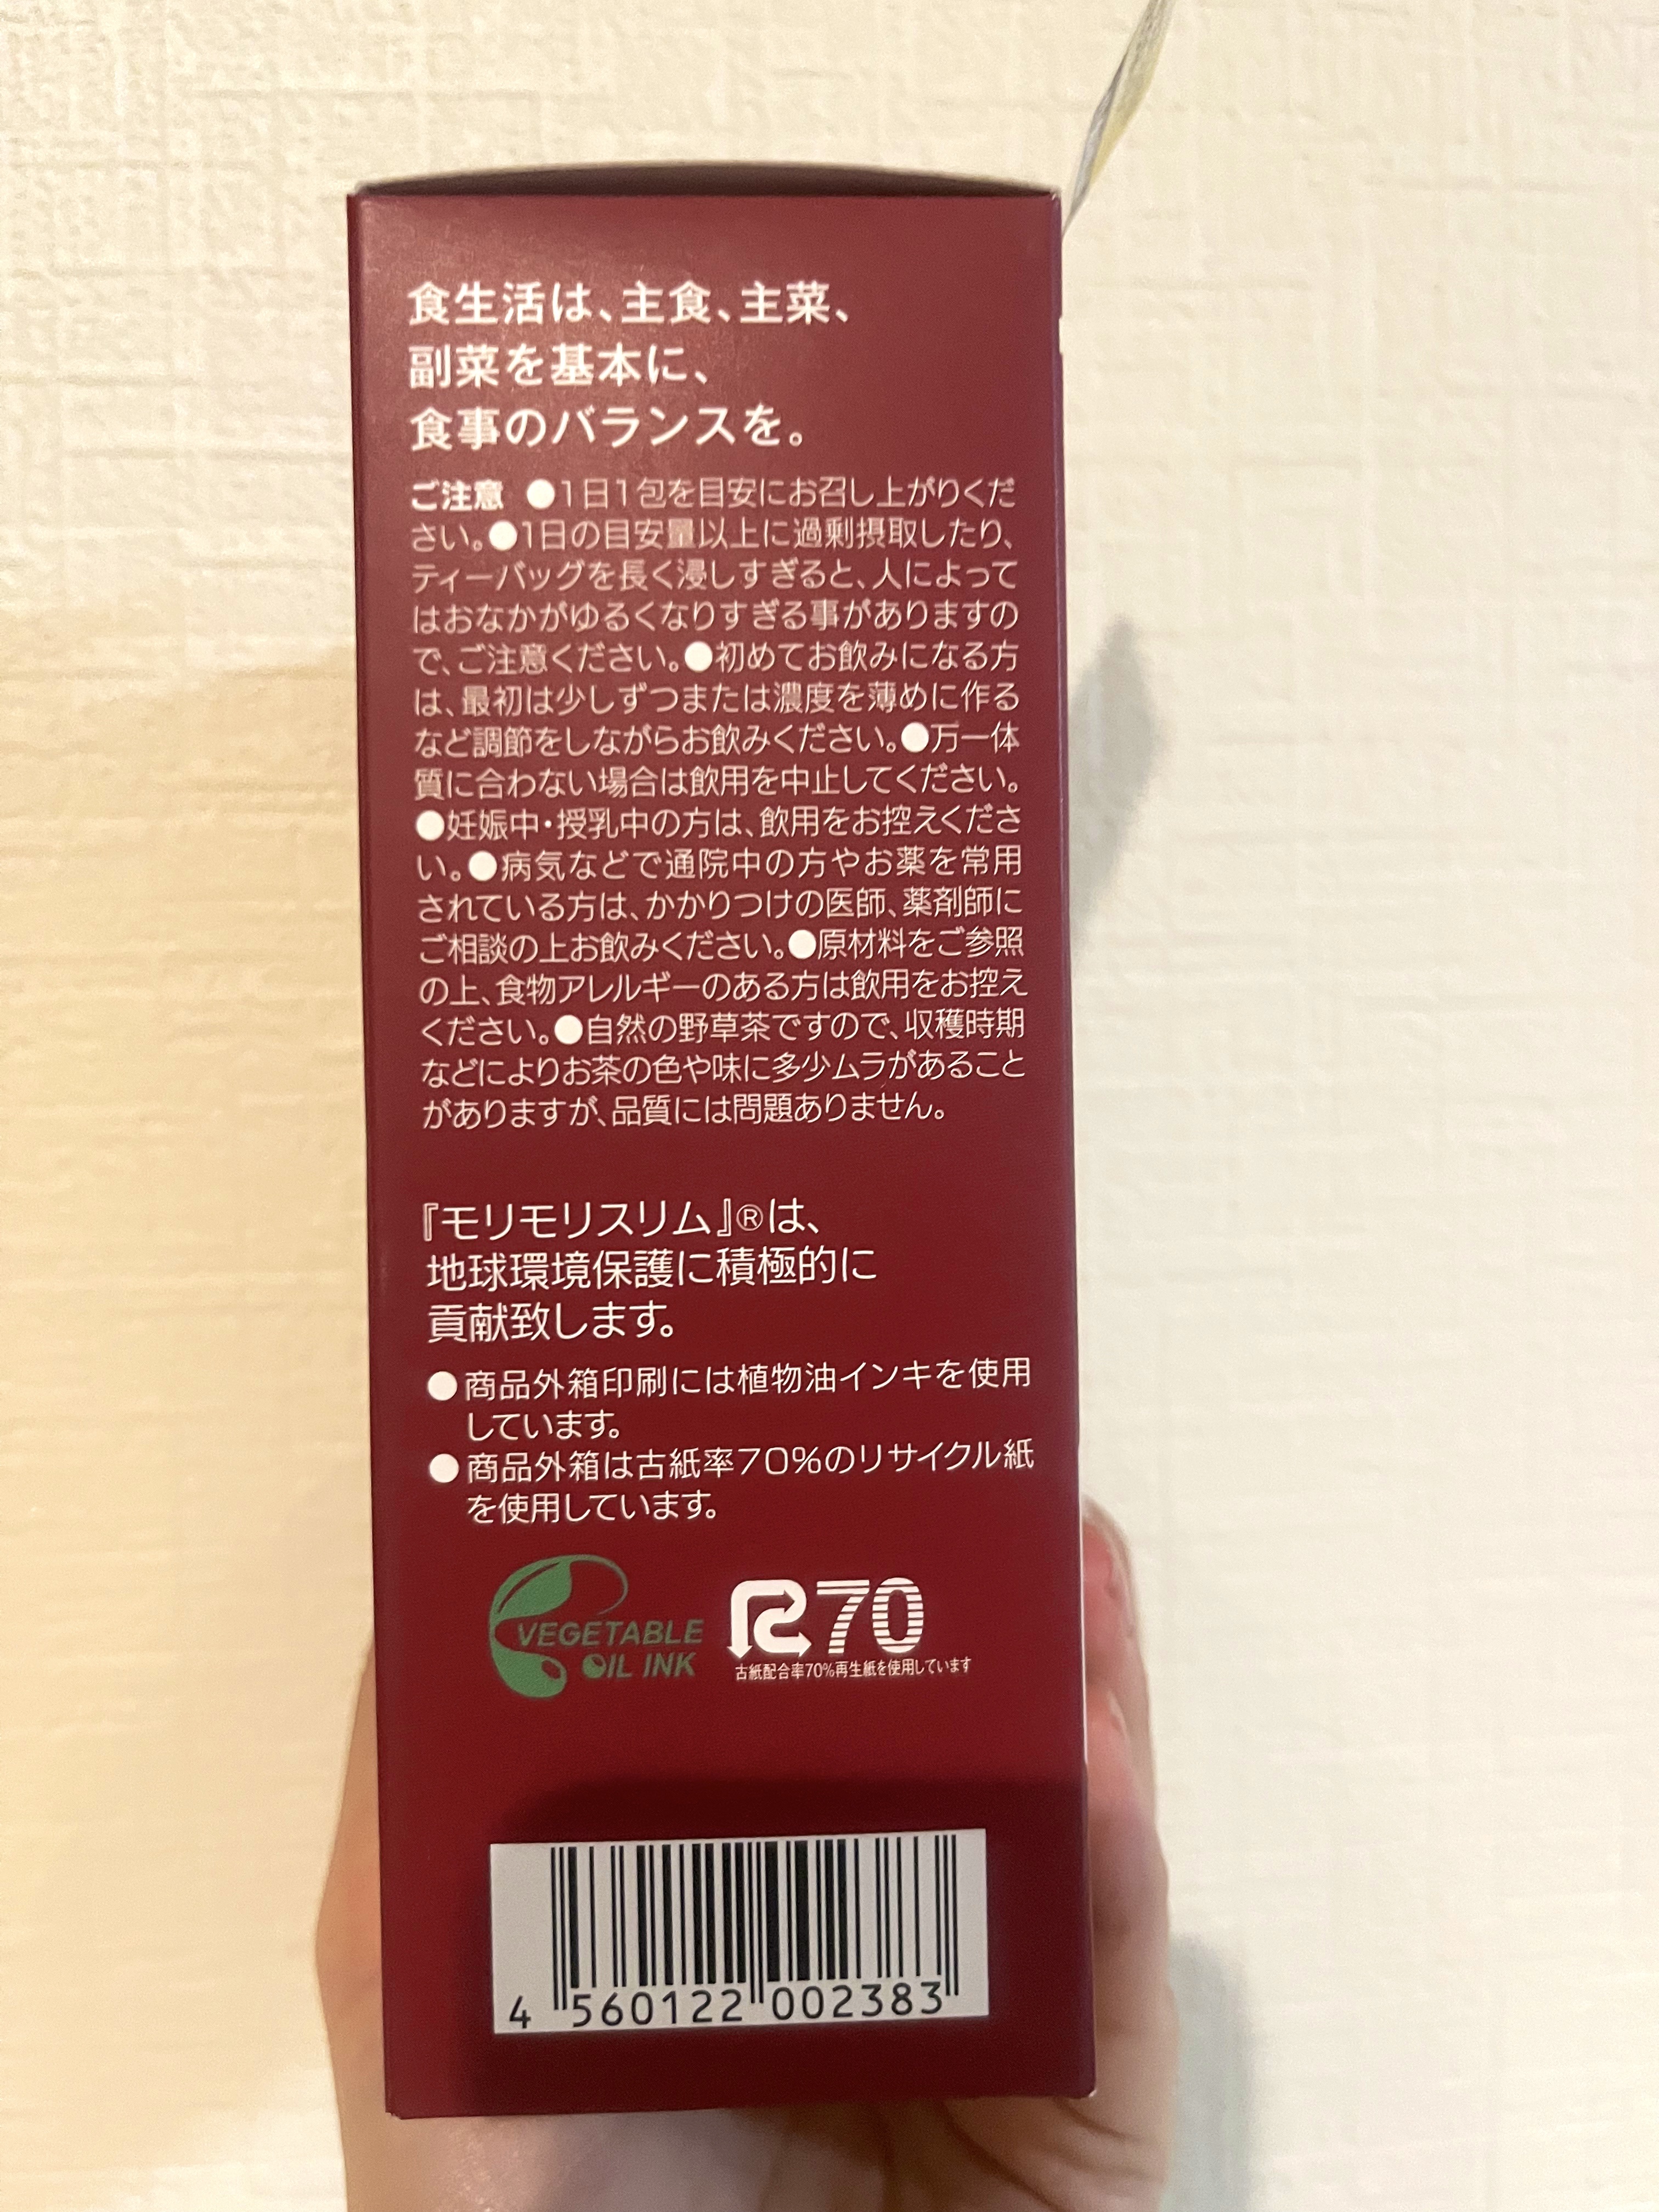 食生活は、主食、主菜、
副菜を基本に、
食事のバランスを。
ご注意 ●1日1包を目安にお召し上がりくだ
さい。●1日の目安量以上に過剰摂取したり、
ティーバッグを長く浸しすぎると、人によって
はおなかがゆるくなりすぎる事がありますの
で、ご注意ください。●初めてお飲みになる方
は、最初は少しずつまたは濃度を薄めに作る
など調節をしながらお飲みください。●万一体
質に合わない場合は飲用を中止してください。
●妊娠中・授乳中の方は、飲用をお控えくださ
い。●病気などで通院中の方やお薬を常用
されている方は、かかりつけの医師、薬剤師に
ご相談の上お飲みください。●原材料をご参照
の上、食物アレルギーのある方は飲用をお控え
ください。●自然の野草茶ですので、収穫時期
などによりお茶の色や味に多少ムラがあること
がありますが、品質には問題ありません。
『モリモリスリム』®は、
地球環境保護に積極的に
貢献致します。
●商品外箱印刷には植物油インキを使用
しています。
●商品外箱は古紙率70%のリサイクル紙
を使用しています。
VEGETABLE
OIL INK
R70
古紙配合率70%再生紙を使用しています
4 560122 002383